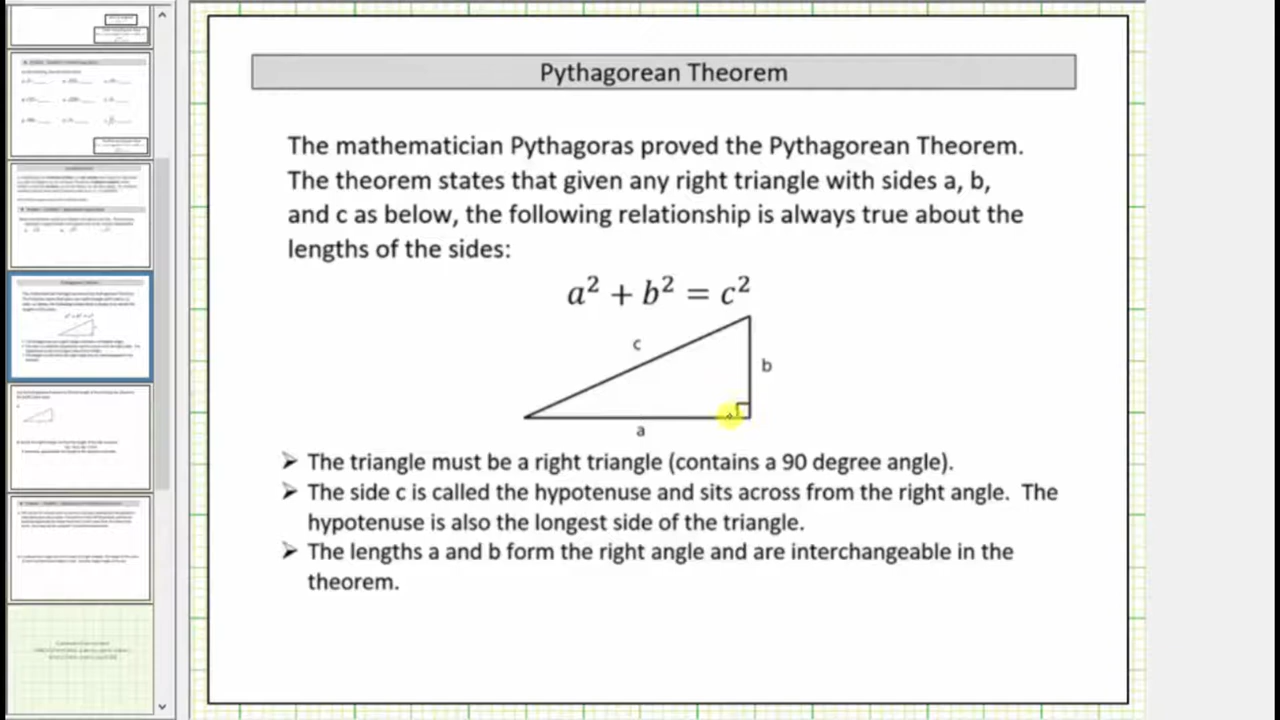 Pythagorean Theorem
The mathematician Pythagoras proved the Pythagorean Theorem.
The theorem states that given any right triangle with sides a, b,
and c as below, the following relationship is always true about the
lengths of the sides:
a² + b² = c²
c
b
a
➢ The triangle must be a right triangle (contains a 90 degree angle).
➢ The side c is called the hypotenuse and sits across from the right angle.  The
hypotenuse is also the longest side of the triangle.
➢ The lengths a and b form the right angle and are interchangeable in the
theorem.